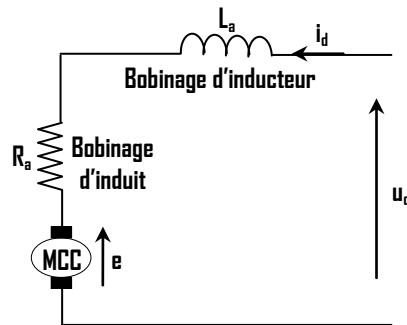 La
id
Bobinage d'inducteur
Ra
Bobinage
d'induit
MCC
e